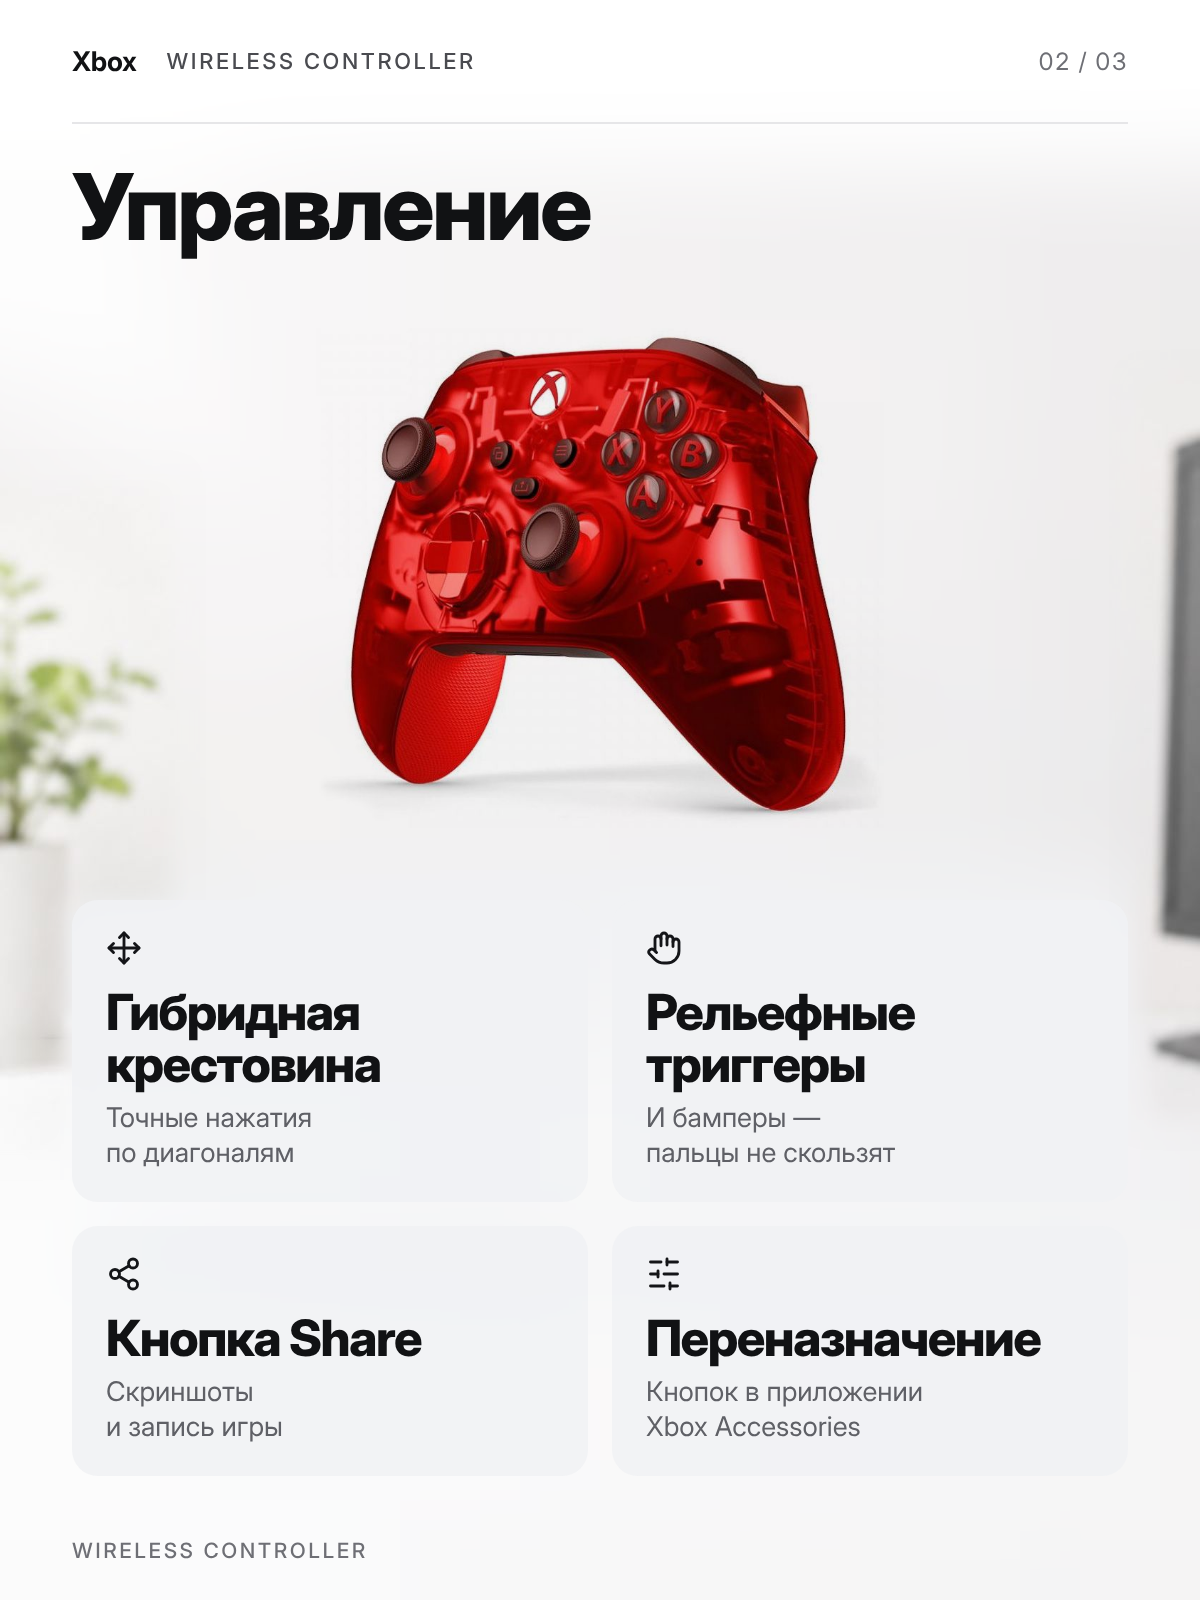 Xbox WIRELESS CONTROLLER 02 / 03
Управление
Y
X B
A
Гибридная
крестовина
Точные нажатия
по диагоналям
Рельефные
триггеры
И бамперы —
пальцы не скользят
Кнопка Share
Скриншоты
и запись игры
Переназначение
Кнопок в приложении
Xbox Accessories
WIRELESS CONTROLLER